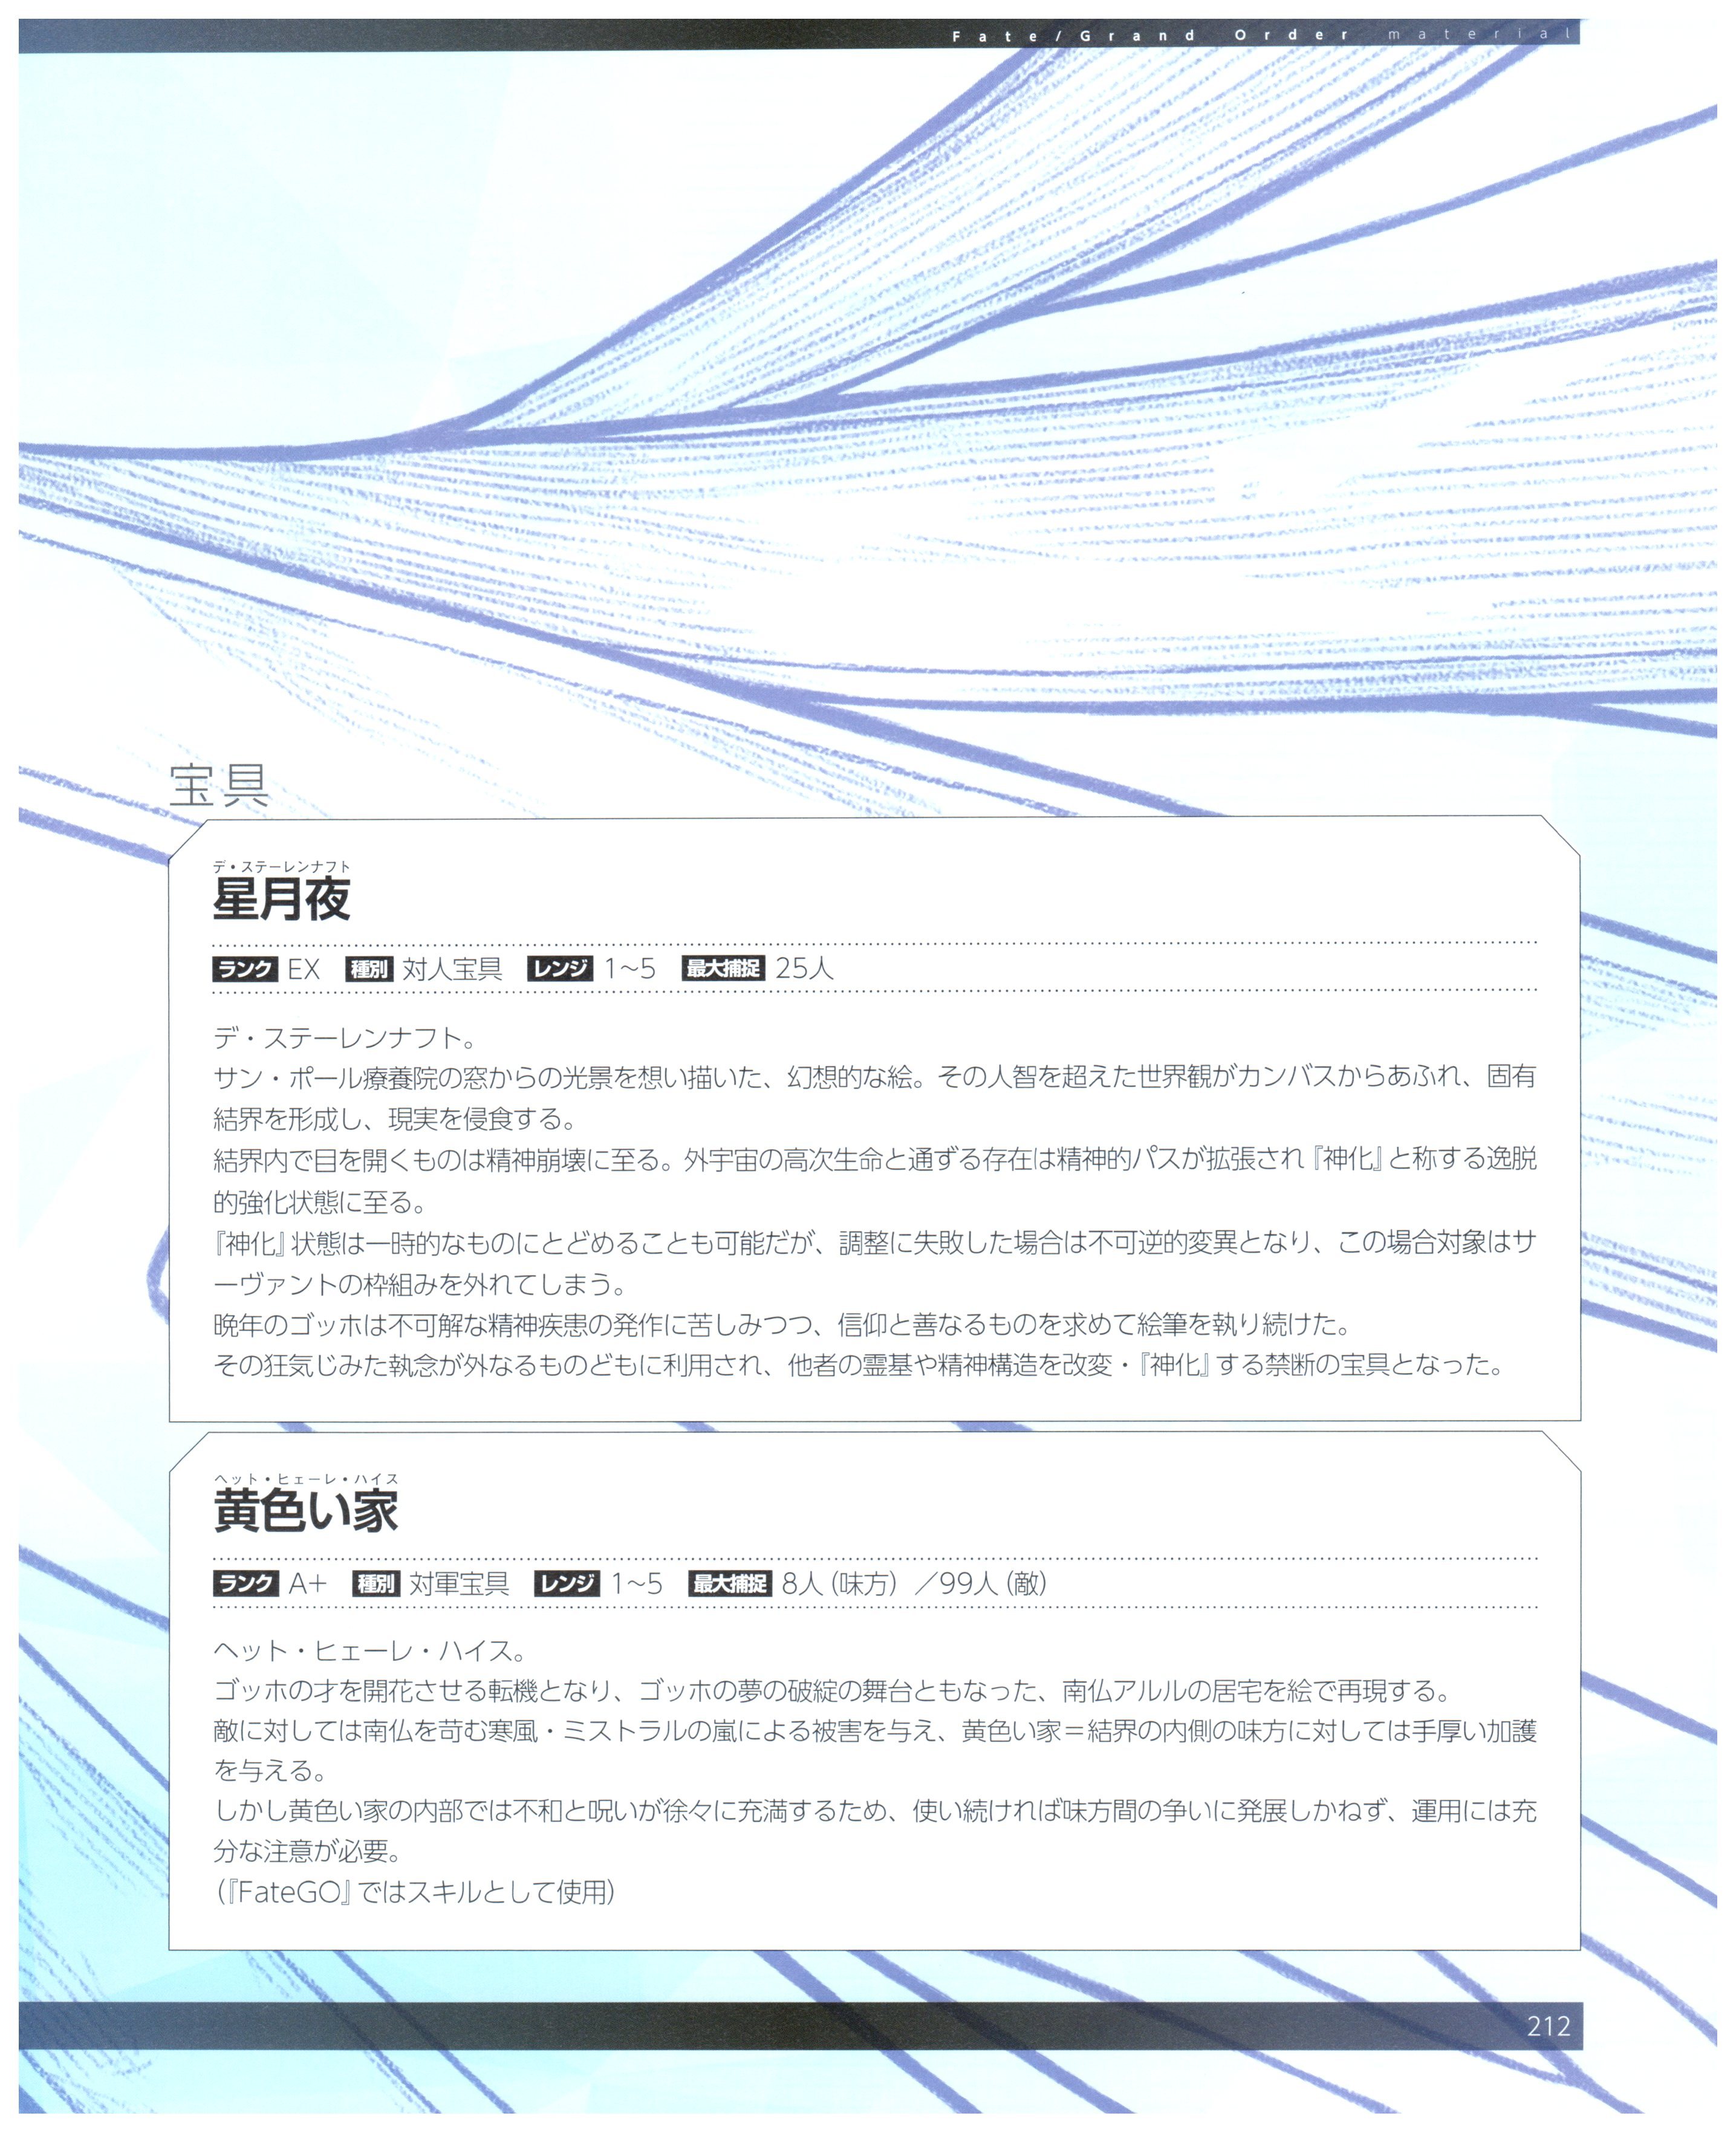 Fate/Grand Order material
宝具
デ・ステーレンナフト
星月夜
ランク EX 種別 対人宝具 レンジ 1~5 最大捕捉 25人
デ・ステーレンナフト。
サン・ポール療養院の窓からの光景を想い描いた、幻想的な絵。その人智を超えた世界観がカンバスからあふれ、固有
結界を形成し、現実を侵食する。
結界内で目を開くものは精神崩壊に至る。外宇宙の高次生命と通ずる存在は精神的パスが拡張され『神化』と称する逸脱
的強化状態に至る。
『神化』状態は一時的なものにとどめることも可能だが、調整に失敗した場合は不可逆的変異となり、この場合対象はサ
ーヴァントの枠組みを外れてしまう。
晩年のゴッホは不可解な精神疾患の発作に苦しみつつ、信仰と善なるものを求めて絵筆を執り続けた。
その狂気じみた執念が外なるものどもに利用され、他者の霊基や精神構造を改変・『神化』する禁断の宝具となった。
ヘット・ヒェーレ・ハイス
黄色い家
ランク A+ 種別 対軍宝具 レンジ 1~5 最大捕捉 8人(味方)/99人(敵)
ヘット・ヒェーレ・ハイス。
ゴッホの才を開花させる転機となり、ゴッホの夢の破綻の舞台ともなった、南仏アルルの居宅を絵で再現する。
敵に対しては南仏を苛む寒風・ミストラルの嵐による被害を与え、黄色い家=結界の内側の味方に対しては手厚い加護
を与える。
しかし黄色い家の内部では不和と呪いが徐々に充満するため、使い続ければ味方間の争いに発展しかねず、運用には充
分な注意が必要。
(『FateGO』ではスキルとして使用)
212